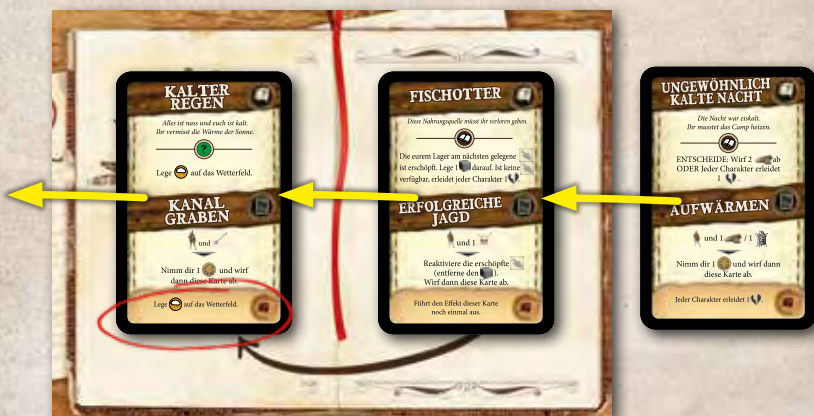 KALTER
REGEN
Alles ist nass und euch ist kalt.
Ihr vermisst die Wärme der Sonne.
?
Lege auf das Wetterfeld.
KANAL
GRABEN
und
Nimm dir 1 und wirf
dann diese Karte ab.
Lege auf das Wetterfeld.
FISCHOTTER
Diese Nahrungsquelle müsst ihr verloren geben.
Die eurem Lager am nächsten gelegene
ist erschöpft. Lege 1 darauf. Ist keine
verfügbar, erleidet jeder Charakter 1 .
ERFOLGREICHE
JAGD
und 1
Reaktiviere die erschöpfte
(entferne den ).
Wirf dann diese Karte ab.
Führt den Effekt dieser Karte
noch einmal aus.
UNGEWÖHNLICH
KALTE NACHT
Die Nacht war eiskalt.
Ihr musstet das Camp heizen.
ENTSCHEIDE: Wirf 2 ab
ODER Jeder Charakter erleidet
1 .
AUFWÄRMEN
und 1 / 1
Nimm dir 1 und wirf dann
diese Karte ab.
Jeder Charakter erleidet 1 .